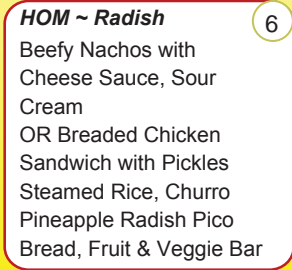 HOM ~ Radish
6
Beefy Nachos with
Cheese Sauce, Sour
Cream
OR Breaded Chicken
Sandwich with Pickles
Steamed Rice, Churro
Pineapple Radish Pico
Bread, Fruit & Veggie Bar